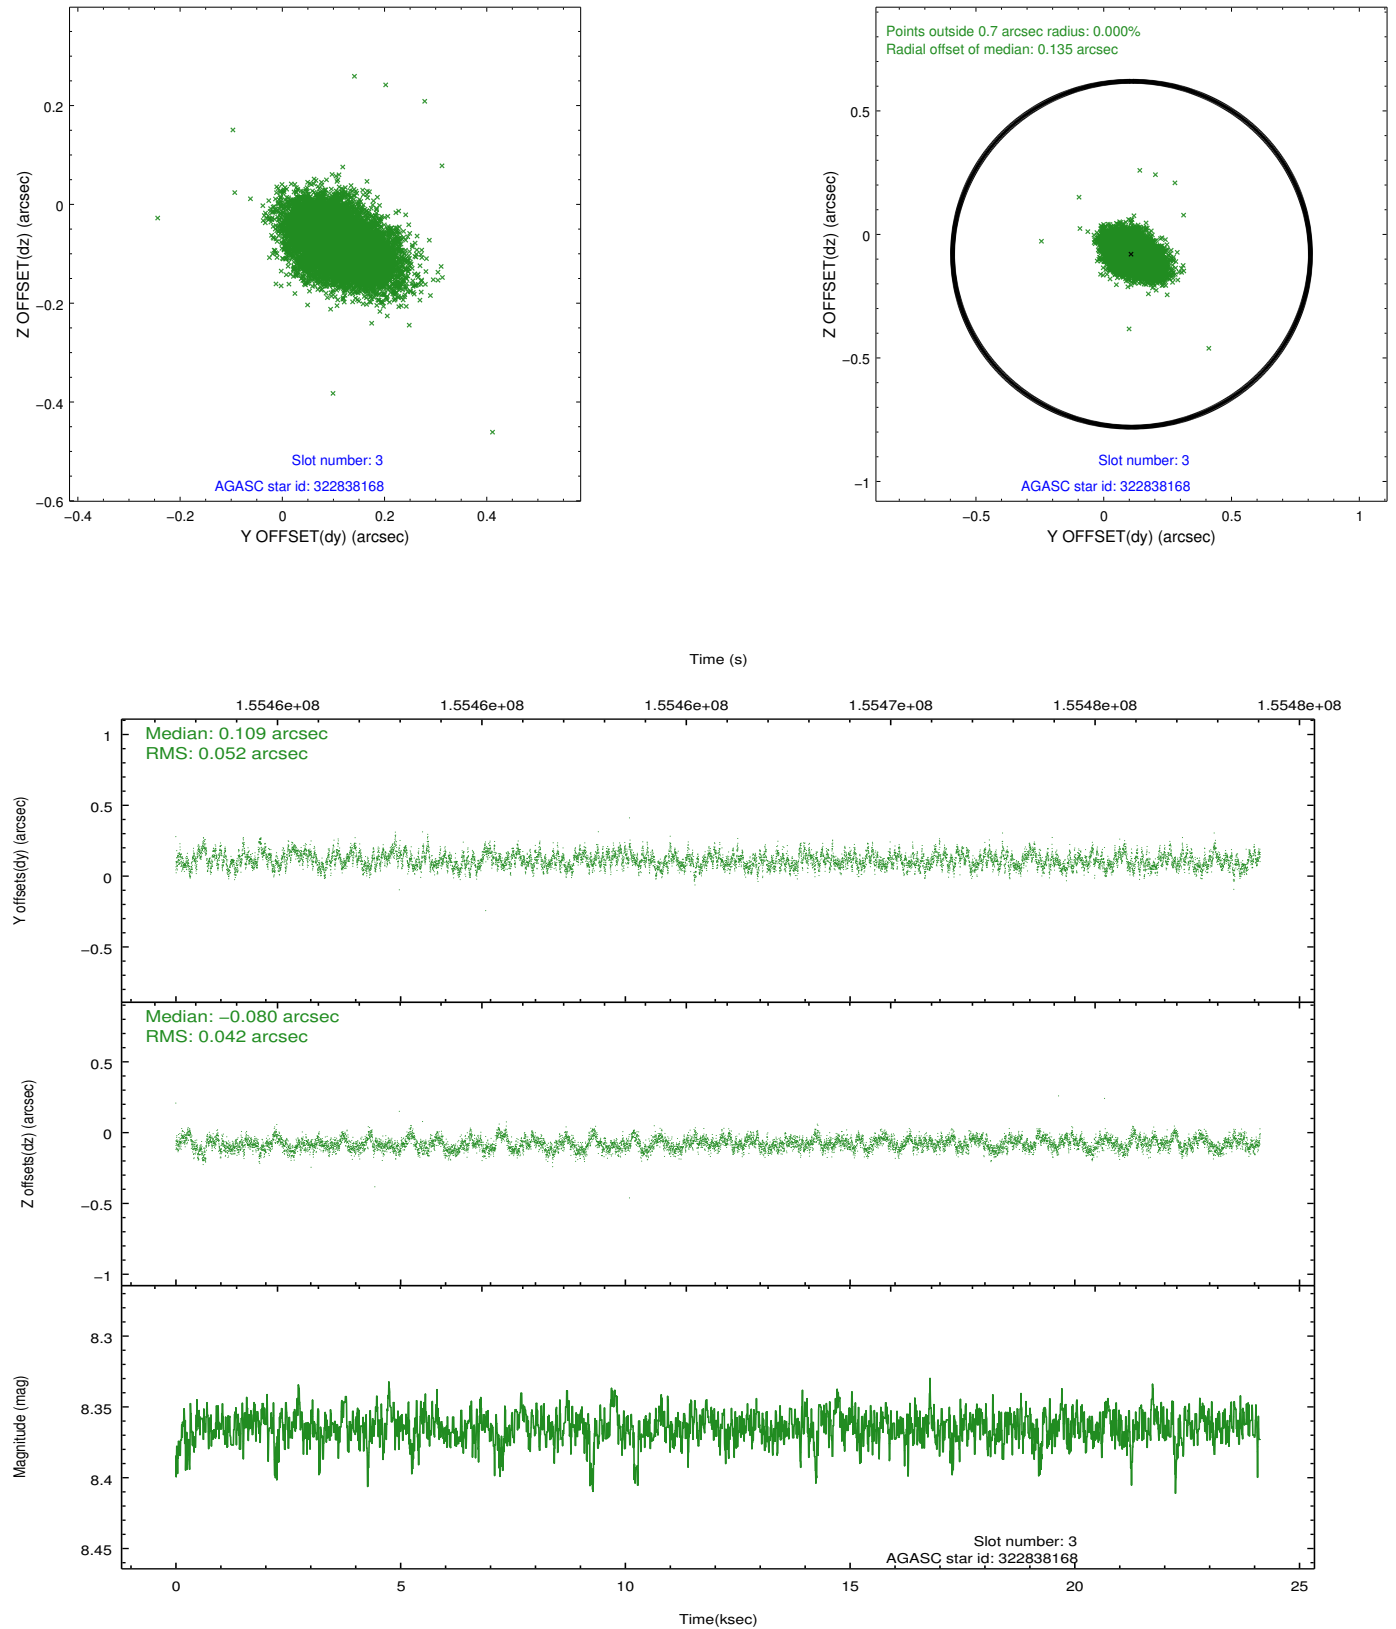 0.2
0
−0.2
−0.4
−0.6
−0.4
−0.2
0
0.2
0.4
Z OFFSET(dz) (arcsec)
Y OFFSET(dy) (arcsec)
Slot number: 3
AGASC star id: 322838168
Points outside 0.7 arcsec radius: 0.000%
Radial offset of median: 0.135 arcsec
0.5
0
−0.5
−1
−0.5
0
0.5
1
Z OFFSET(dz) (arcsec)
Y OFFSET(dy) (arcsec)
Slot number: 3
AGASC star id: 322838168
Time (s)
1.5546e+08 1.5546e+08 1.5546e+08 1.5547e+08 1.5548e+08 1.5548e+08
Median: 0.109 arcsec
RMS: 0.052 arcsec
1
0.5
0
−0.5
Y offsets(dy) (arcsec)
Median: −0.080 arcsec
RMS: 0.042 arcsec
0.5
0
−0.5
−1
Z offsets(dz) (arcsec)
8.3
8.35
8.4
8.45
Magnitude (mag)
Slot number: 3
AGASC star id: 322838168
0 5 10 15 20 25
Time(ksec)